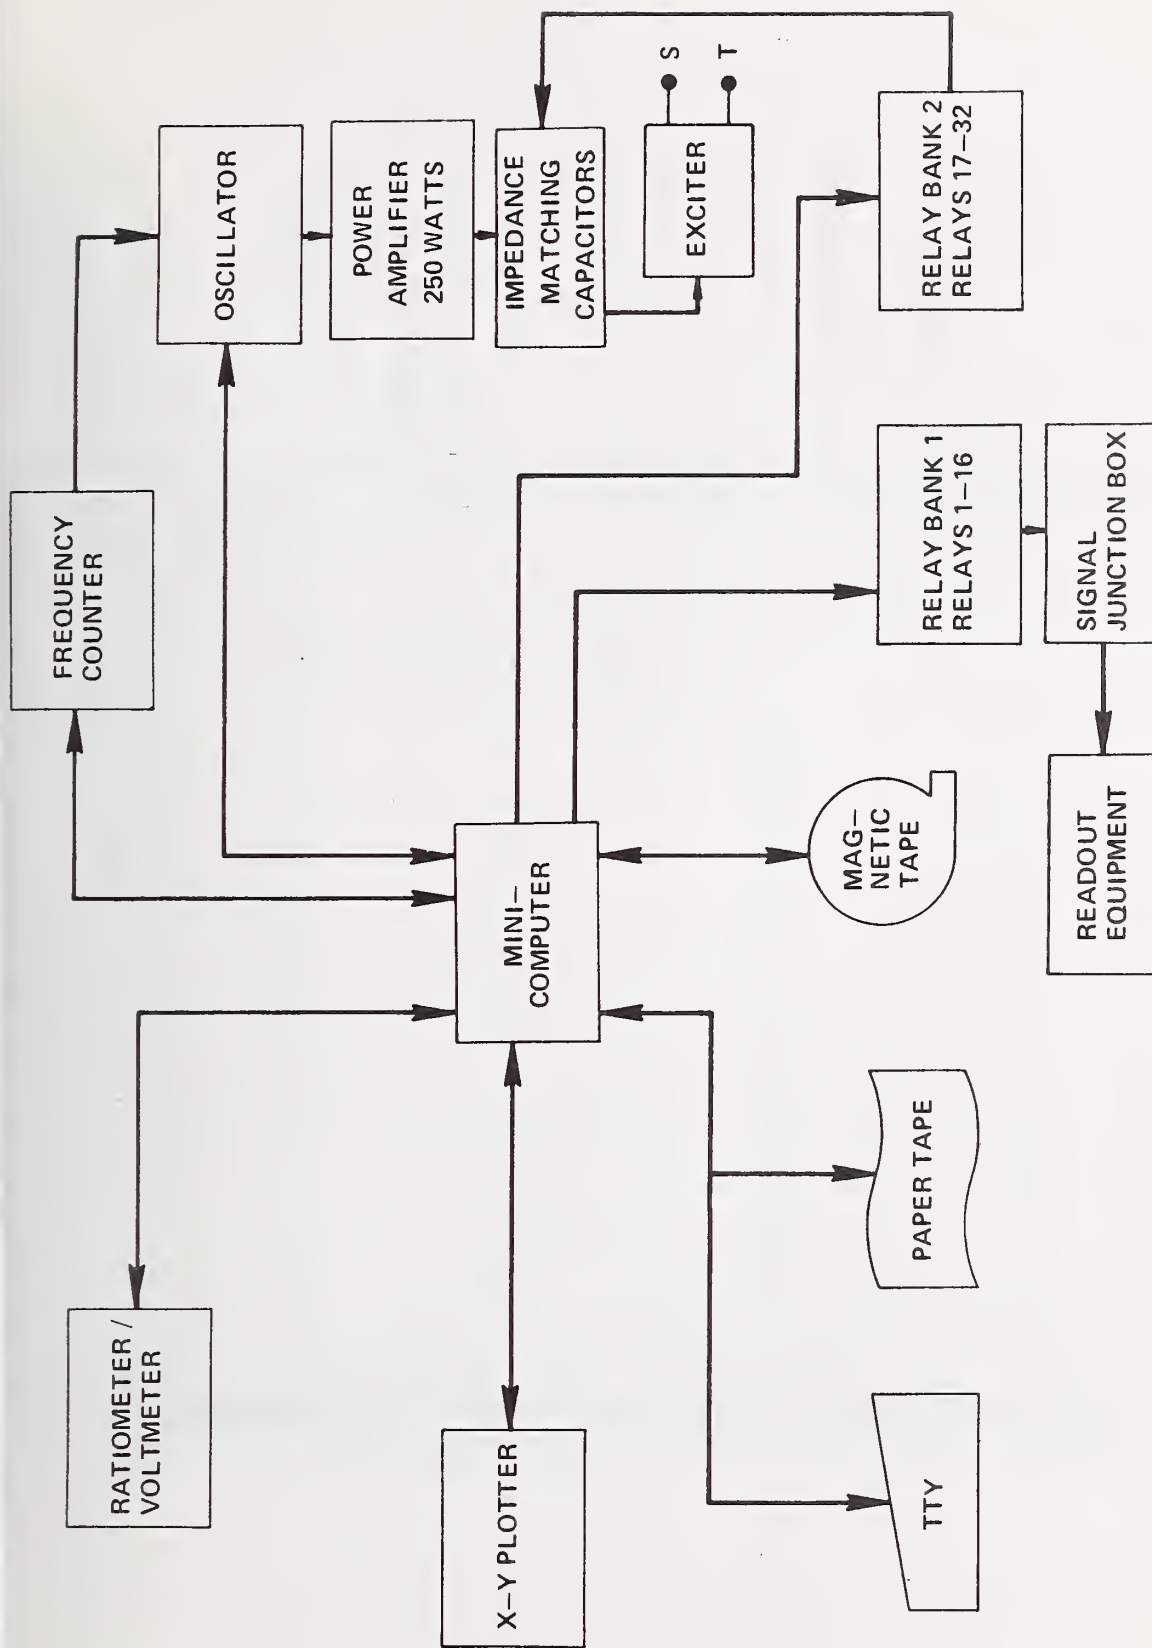 RATIOMETER /
VOLTMETER
FREQUENCY
COUNTER
OSCILLATOR
POWER
AMPLIFIER
250 WATTS
X–Y PLOTTER
MINI–
COMPUTER
IMPEDANCE
MATCHING
CAPACITORS
EXCITER
S
T
TTY
PAPER TAPE
MAG–
NETIC
TAPE
RELAY BANK 1
RELAYS 1–16
RELAY BANK 2
RELAYS 17–32
SIGNAL
JUNCTION BOX
READOUT
EQUIPMENT